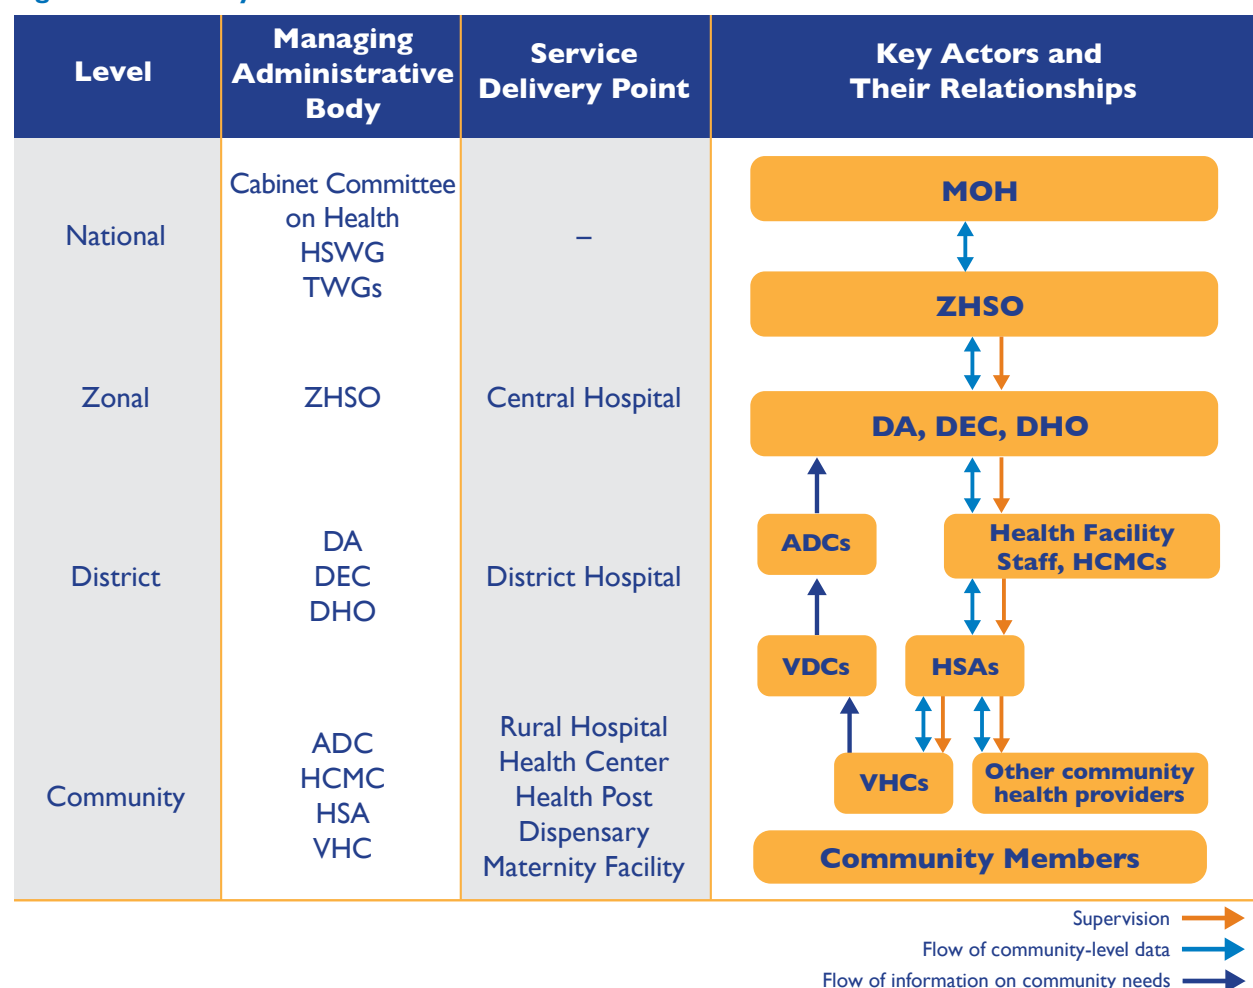 Level
Managing
Administrative
Body
Service
Delivery Point
Key Actors and
Their Relationships
National
Cabinet Committee
on Health
HSWG
TWGs
–
MOH
ZHSO
Zonal
ZHSO
Central Hospital
DA, DEC, DHO
District
DA
DEC
DHO
District Hospital
ADCs
Health Facility
Staff, HCMCs
VDCs
HSAs
Community
ADC
HCMC
HSA
VHC
Rural Hospital
Health Center
Health Post
Dispensary
Maternity Facility
VHCs
Other community
health providers
Community Members
Supervision
Flow of community-level data
Flow of information on community needs